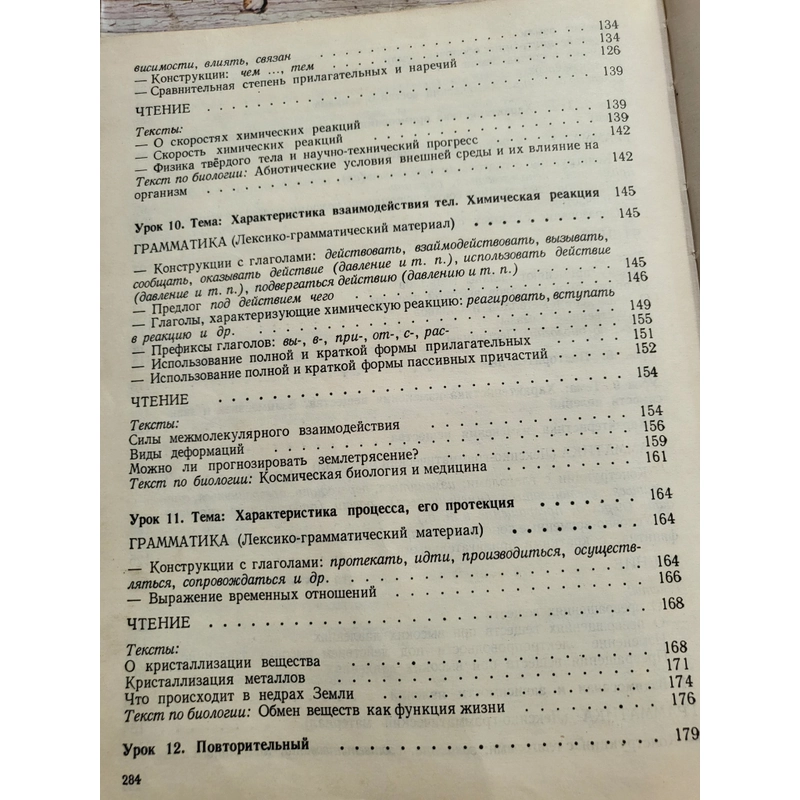 висимости, влиять, связан . . . . . . . . . . 134
— Конструкции: чем ..., тем . . . . . . . . . . 134
— Сравнительная степень прилагательных и наречий . . . . 126
ЧТЕНИЕ . . . . . . . . . . 139
Тексты:
— О скоростях химических реакций . . . . . . . . 139
— Скорость химических реакций . . . . . . . . 139
— Физика твёрдого тела и научно-технический прогресс . . . . 142
Текст по биологии: Абиотические условия внешней среды и их влияние на
организм . . . . . . . . . . 142
Урок 10. Тема: Характеристика взаимодействия тел. Химическая реакция 145
ГРАММАТИКА (Лексико-грамматический материал) . . . . . . . 145
— Конструкции с глаголами: действовать, взаймодействовать, вызывать,
сообщать, оказывать действие (давление и т. п.), использовать действие
(давление и т. п.), подвергаться действию (давлению и т. п.) . . . . 145
— Предлог под действием чего . . . . . . . . . . 146
— Глаголы, характеризующие химическую реакцию: реагировать, вступать
в реакцию и др. . . . . . . . . . . 149
— Префиксы глаголов: вы-, в-, при-, от-, с-, рас- . . . . . . . 155
— Использование полной и краткой формы прилагательных . . . . 151
— Использование полной и краткой формы пассивных причастий . . . . 152
ЧТЕНИЕ . . . . . . . . . . 154
Тексты:
Силы межмолекулярного взаимодействия . . . . . . . . 154
Виды деформаций . . . . . . . . . . 156
Можно ли прогнозировать землетрясение? . . . . . . . . 159
Текст по биологии: Космическая биология и медицина . . . . . 161
Урок 11. Тема: Характеристика процесса, его протекция . . . . . 164
ГРАММАТИКА (Лексико-грамматический материал) . . . . . . 164
— Конструкции с глаголами: протекать, идти, производиться, осуществ-
ляться, сопровождаться и др. . . . . . . . . . . 164
— Выражение временных отношений . . . . . . . . . . 166
ЧТЕНИЕ . . . . . . . . . . 168
Тексты:
О кристаллизации вещества . . . . . . . . . . 168
Кристаллизация металлов . . . . . . . . . . 171
Что происходит в недрах Земли . . . . . . . . . . 174
Текст по биологии: Обмен веществ как функция жизни . . . . . 176
Урок 12. Повторительный . . . . . . . . . . 179
284